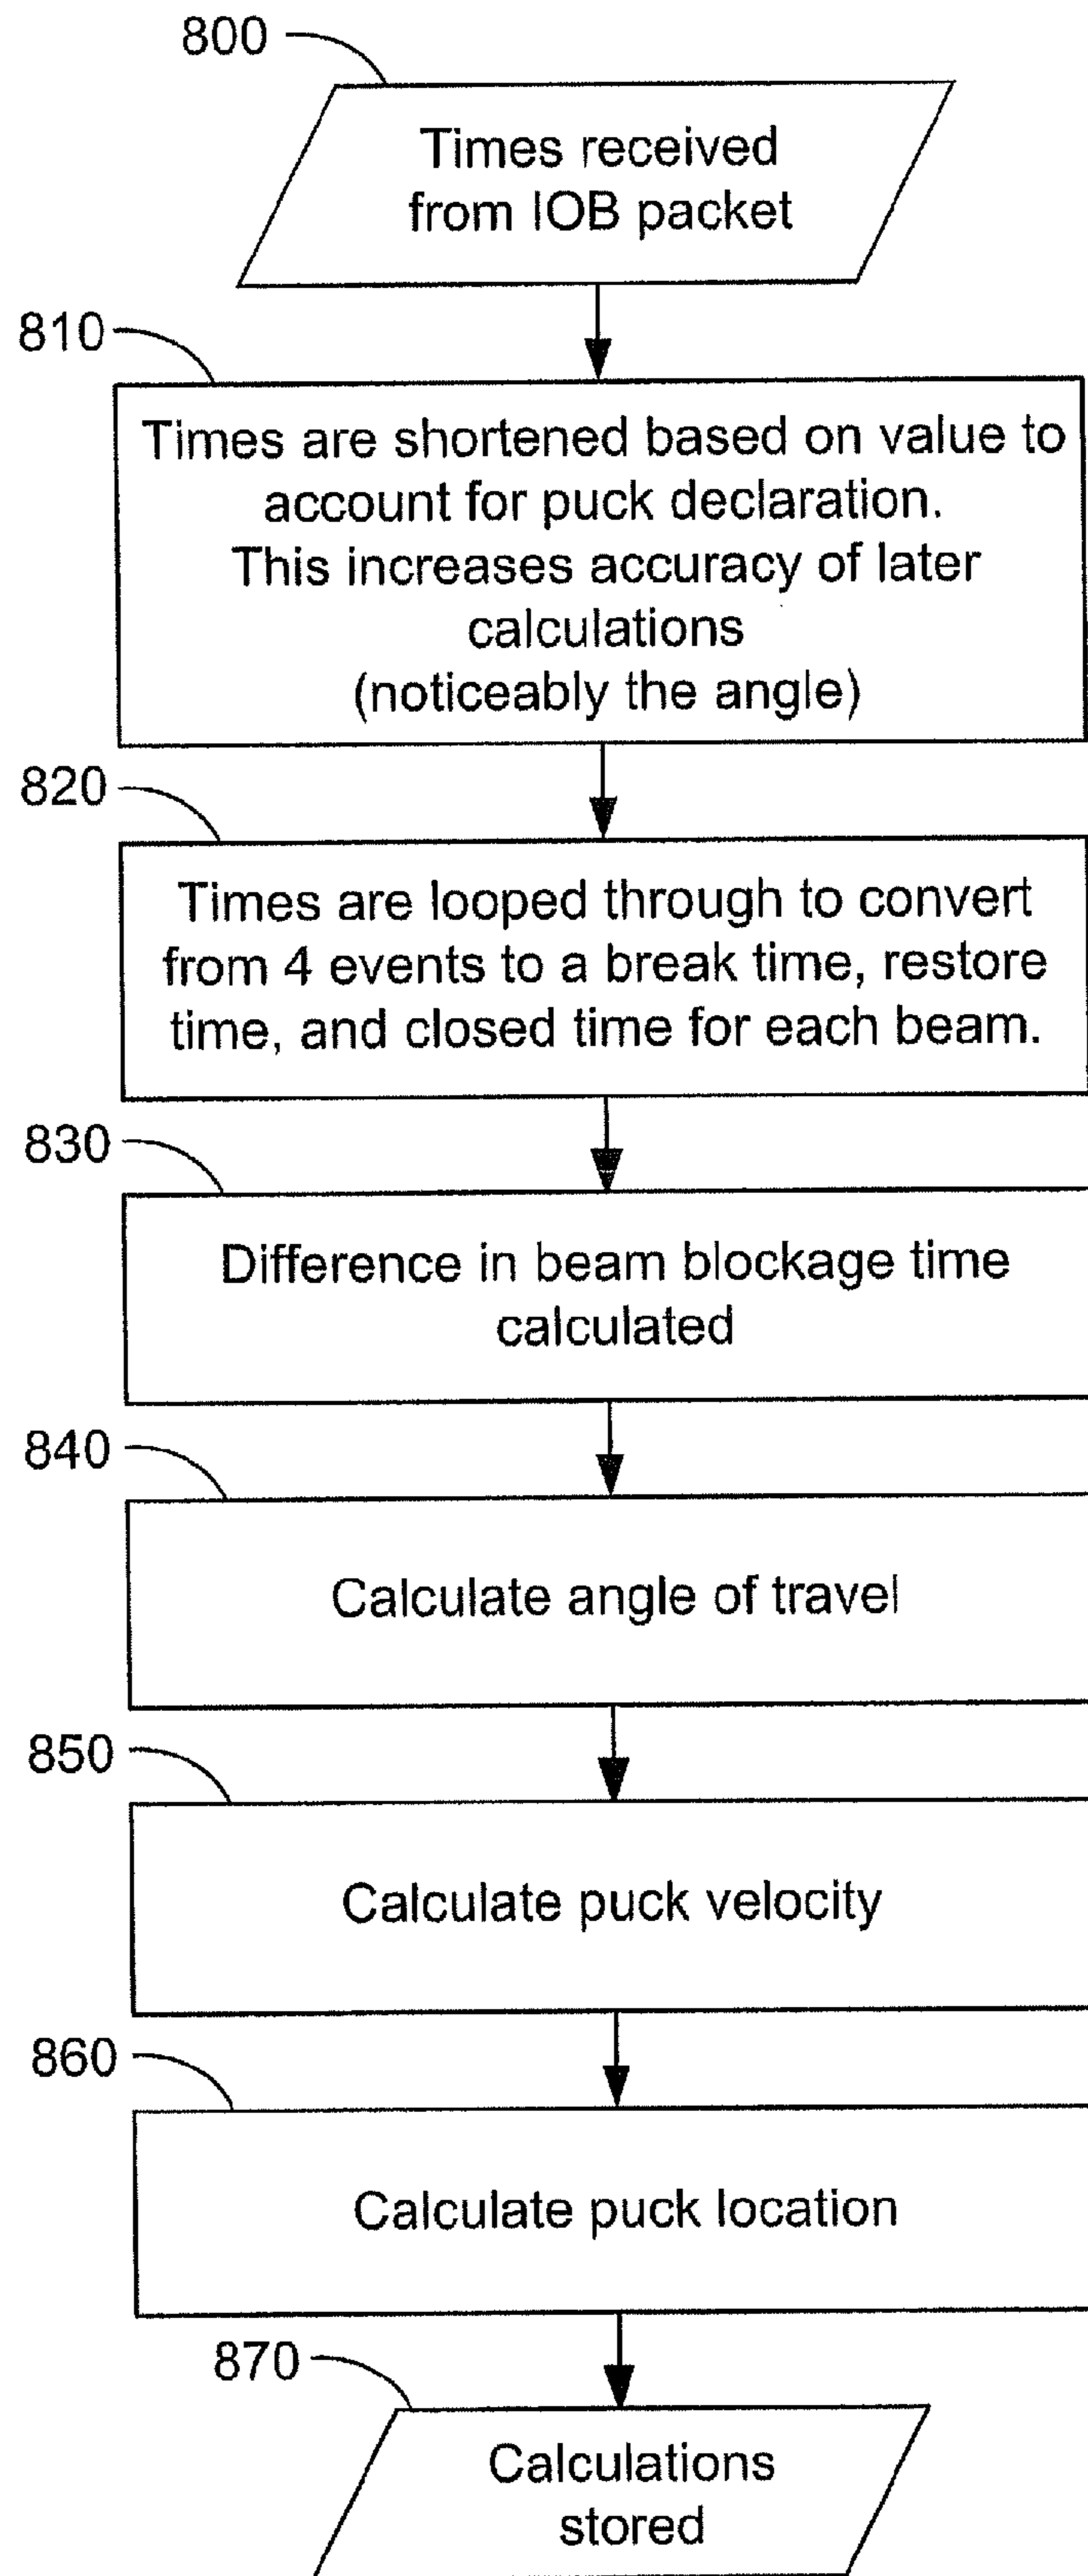 800
Times received
from IOB packet
810
Times are shortened based on value to
account for puck declaration.
This increases accuracy of later
calculations
(noticeably the angle)
820
Times are looped through to convert
from 4 events to a break time, restore
time, and closed time for each beam.
830
Difference in beam blockage time
calculated
840
Calculate angle of travel
850
Calculate puck velocity
860
Calculate puck location
870
Calculations
stored